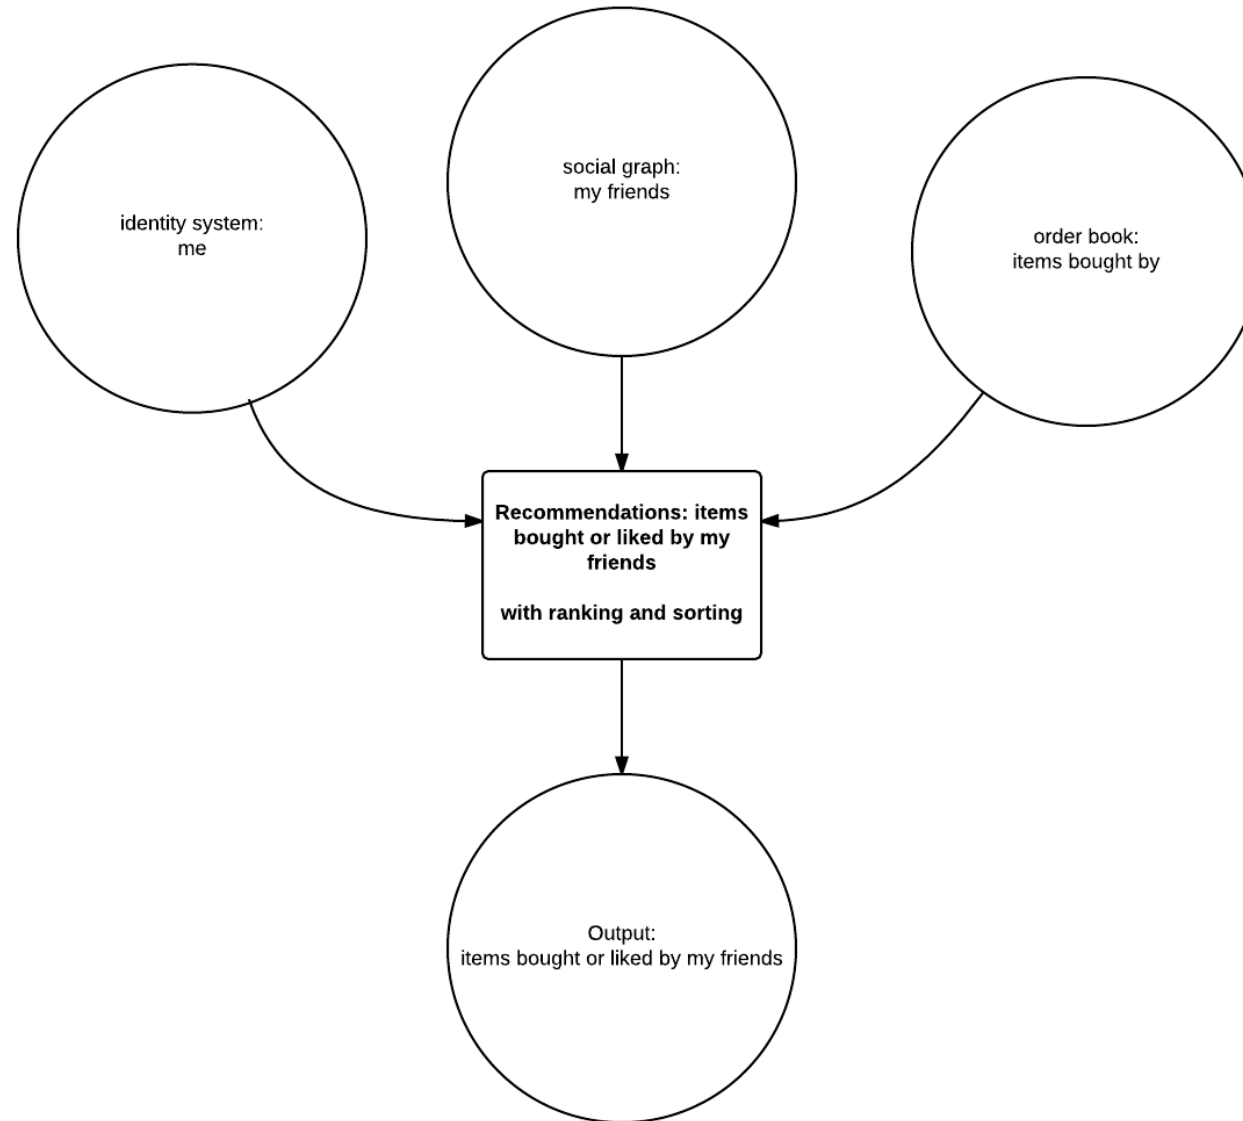 identity system:
me
social graph:
my friends
order book:
items bought by
Recommendations: items
bought or liked by my
friends
with ranking and sorting
Output:
items bought or liked by my friends